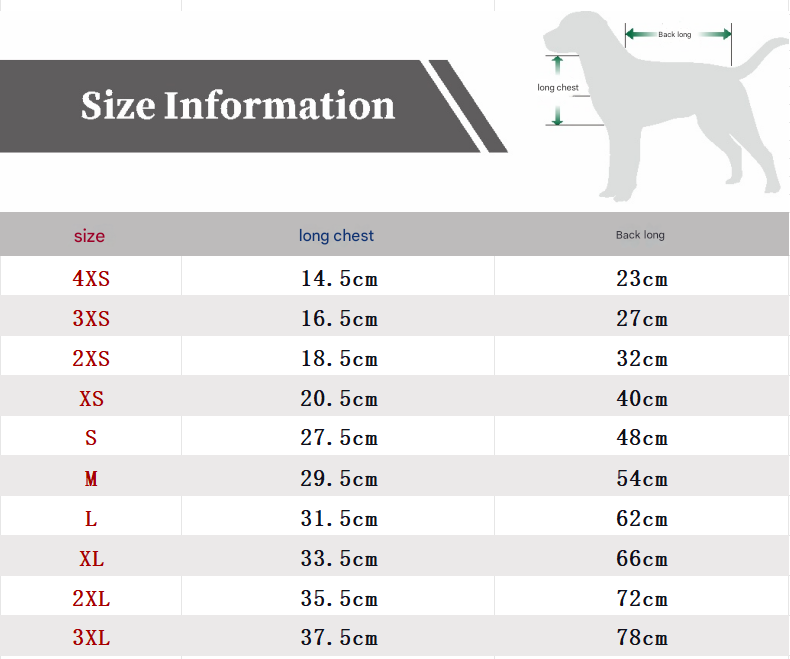 Back long
long chest
Size Information
size long chest Back long
4XS 14.5cm 23cm
3XS 16.5cm 27cm
2XS 18.5cm 32cm
XS 20.5cm 40cm
S 27.5cm 48cm
M 29.5cm 54cm
L 31.5cm 62cm
XL 33.5cm 66cm
2XL 35.5cm 72cm
3XL 37.5cm 78cm